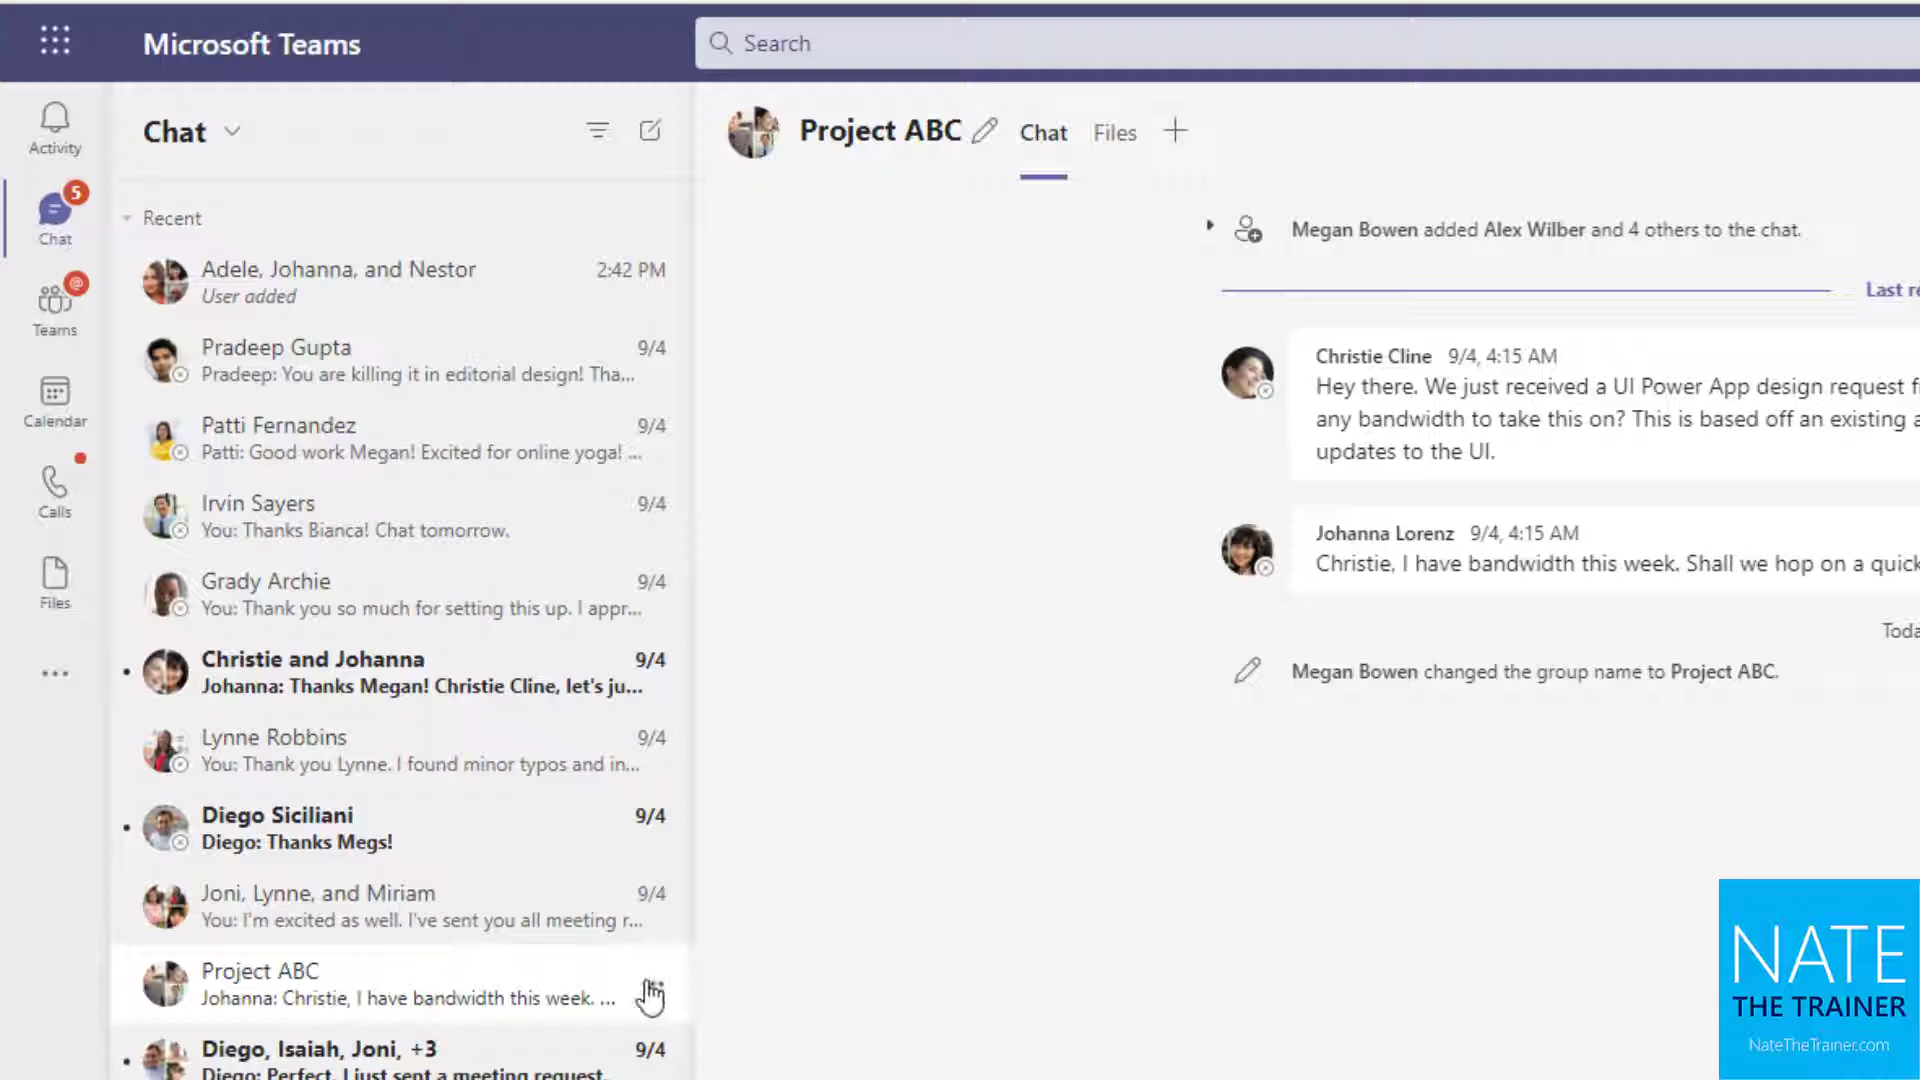 Microsoft Teams
Search
Activity
5
Chat
@
Teams
Calendar
Calls
Files
Chat
Recent
Adele, Johanna, and Nestor 2:42 PM
User added
Pradeep Gupta 9/4
Pradeep: You are killing it in editorial design! Tha...
Patti Fernandez 9/4
Patti: Good work Megan! Excited for online yoga! ...
Irvin Sayers 9/4
You: Thanks Bianca! Chat tomorrow.
Grady Archie 9/4
You: Thank you so much for setting this up. I appr...
Christie and Johanna 9/4
Johanna: Thanks Megan! Christie Cline, let's ju...
Lynne Robbins 9/4
You: Thank you Lynne. I found minor typos and in...
Diego Siciliani 9/4
Diego: Thanks Megs!
Joni, Lynne, and Miriam 9/4
You: I'm excited as well. I've sent you all meeting r...
Project ABC
Johanna: Christie, I have bandwidth this week. ...
Diego, Isaiah, Joni, +3 9/4
Diego: Perfect. I just sent a meeting request.
Project ABC Chat Files
Megan Bowen added Alex Wilber and 4 others to the chat.
Last
Christie Cline 9/4, 4:15 AM
Hey there. We just received a UI Power App design request
any bandwidth to take this on? This is based off an existing
updates to the UI.
Johanna Lorenz 9/4, 4:15 AM
Christie, I have bandwidth this week. Shall we hop on a quick
Megan Bowen changed the group name to Project ABC.
NATE
THE TRAINER
NateTheTrainer.com